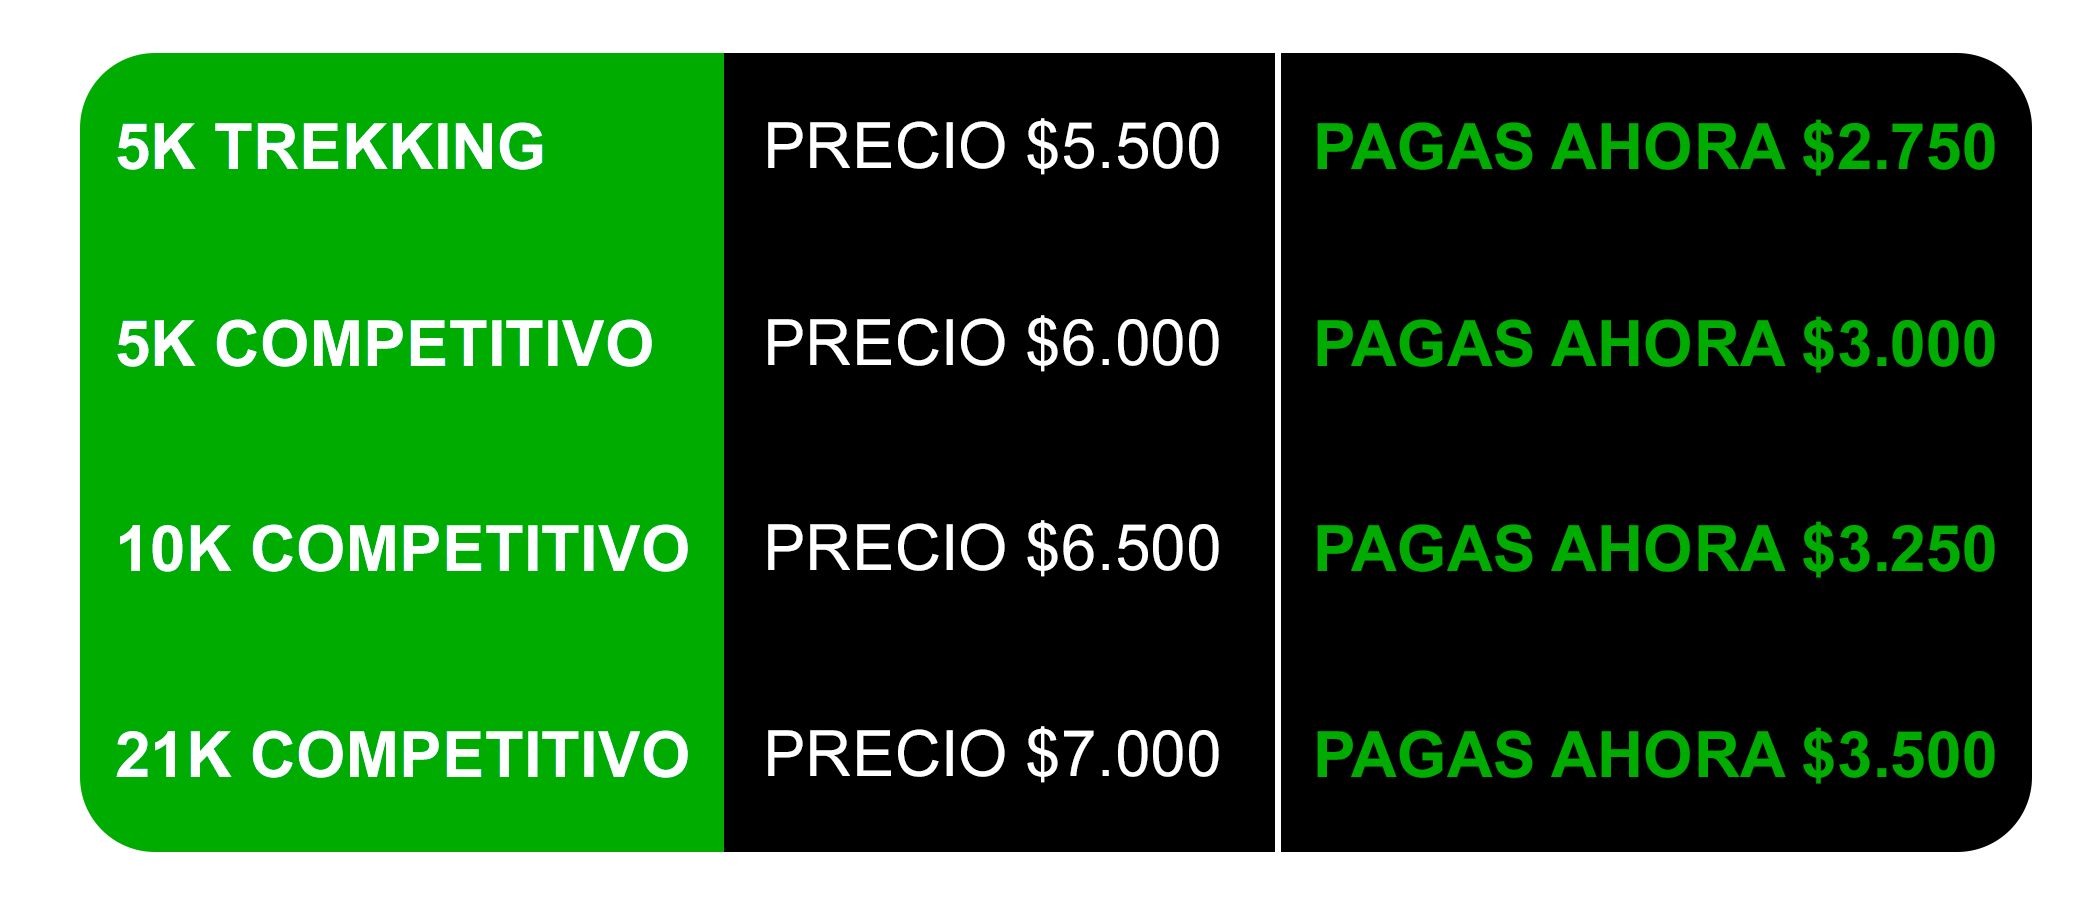 5K TREKKING PRECIO $5.500 PAGAS AHORA $2.750
5K COMPETITIVO PRECIO $6.000 PAGAS AHORA $3.000
10K COMPETITIVO PRECIO $6.500 PAGAS AHORA $3.250
21K COMPETITIVO PRECIO $7.000 PAGAS AHORA $3.500